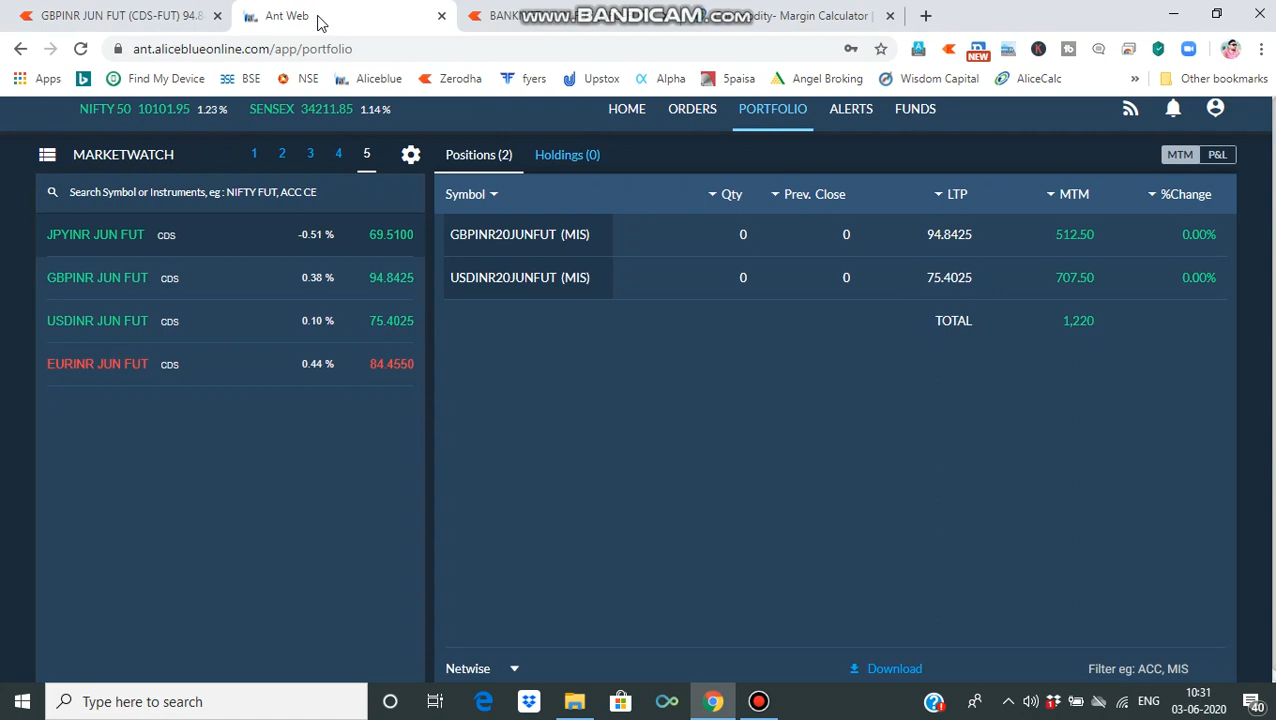 GBPINR JUN FUT (CDS-FUT) 94.8
Ant Web
BANK
WWW.BANDICAM.COM
dity- Margin Calculator |
ant.aliceblueonline.com/app/portfolio
NEW
Apps
Find My Device
BSE
NSE
Aliceblue
Zerodha
fyers
Upstox
Alpha
5paisa
Angel Broking
Wisdom Capital
AliceCalc
Other bookmarks
NIFTY 50 10101.95 1.23 % SENSEX 34211.85 1.14 %
HOME ORDERS PORTFOLIO ALERTS FUNDS
MARKETWATCH 1 2 3 4 5
Search Symbol or Instruments, eg : NIFTY FUT, ACC CE
JPYINR JUN FUT CDS -0.51 % 69.5100
GBPINR JUN FUT CDS 0.38 % 94.8425
USDINR JUN FUT CDS 0.10 % 75.4025
EURINR JUN FUT CDS 0.44 % 84.4550
Positions (2) Holdings (0) MTM P&L
Symbol Qty Prev. Close LTP MTM %Change
GBPINR20JUNFUT (MIS) 0 0 94.8425 512.50 0.00%
USDINR20JUNFUT (MIS) 0 0 75.4025 707.50 0.00%
TOTAL 1,220
Netwise Download Filter eg: ACC, MIS
Type here to search
ENG
10:31
03-06-2020
40